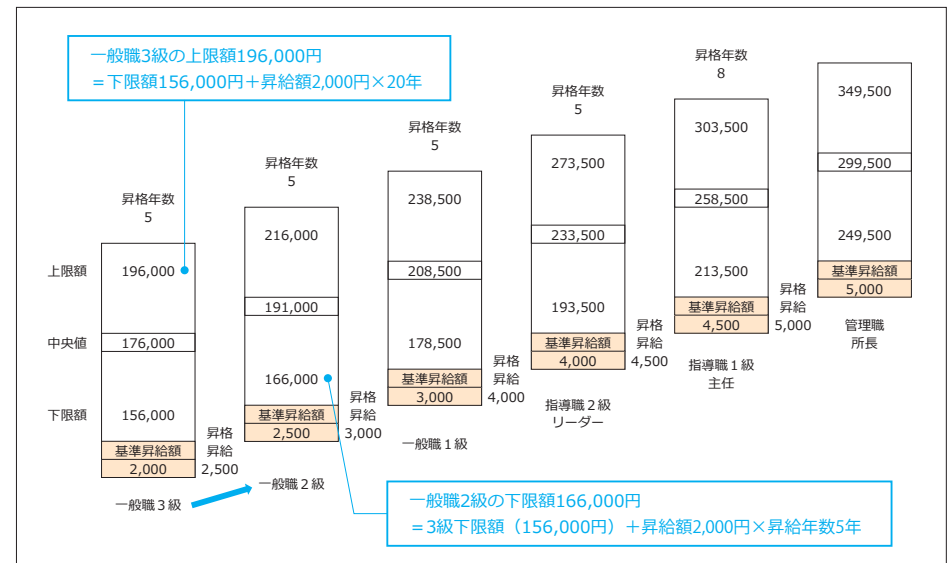 一般職3級の上限額196,000円
＝下限額156,000円＋昇給額2,000円×20年
昇格年数
5
上限額
196,000
中央値
176,000
下限額
156,000
基準昇給額
2,000
一般職３級
昇格
昇給
2,500
昇格年数
5
216,000
191,000
166,000
基準昇給額
2,500
一般職２級
昇格
昇給
3,000
昇格年数
5
238,500
208,500
178,500
基準昇給額
3,000
一般職１級
昇格
昇給
4,000
昇格年数
5
273,500
233,500
193,500
基準昇給額
4,000
指導職２級
リーダー
昇格
昇給
4,500
昇格年数
8
303,500
258,500
213,500
基準昇給額
4,500
指導職１級
主任
昇格
昇給
5,000
349,500
299,500
249,500
基準昇給額
5,000
管理職
所長
一般職2級の下限額166,000円
＝3級下限額（156,000円）＋昇給額2,000円×昇給年数5年